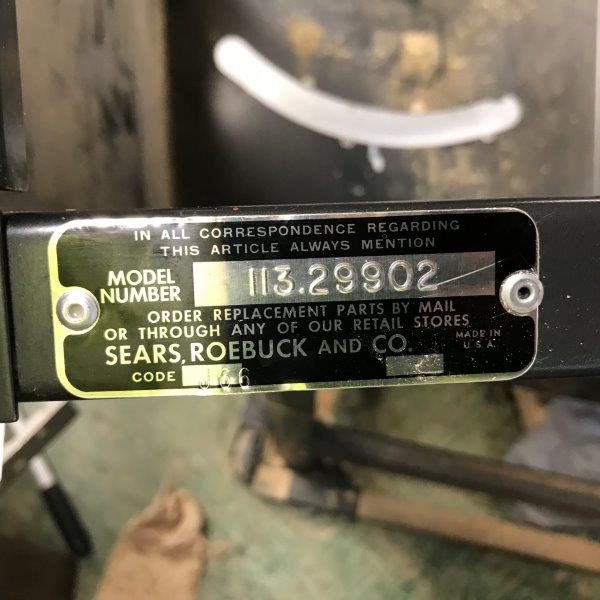 IN ALL CORRESPONDENCE REGARDING
THIS ARTICLE ALWAYS MENTION
MODEL NUMBER 113.29902
ORDER REPLACEMENT PARTS BY MAIL
OR THROUGH ANY OF OUR RETAIL STORES
SEARS, ROEBUCK AND CO. MADE IN U.S.A.
CODE J66